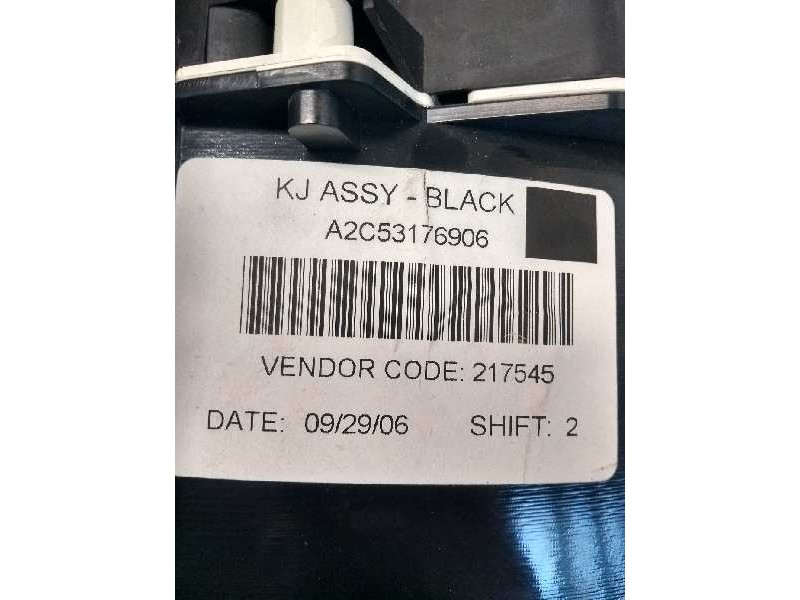 KJ ASSY - BLACK
A2C53176906
VENDOR CODE: 217545
DATE: 09/29/06 SHIFT: 2